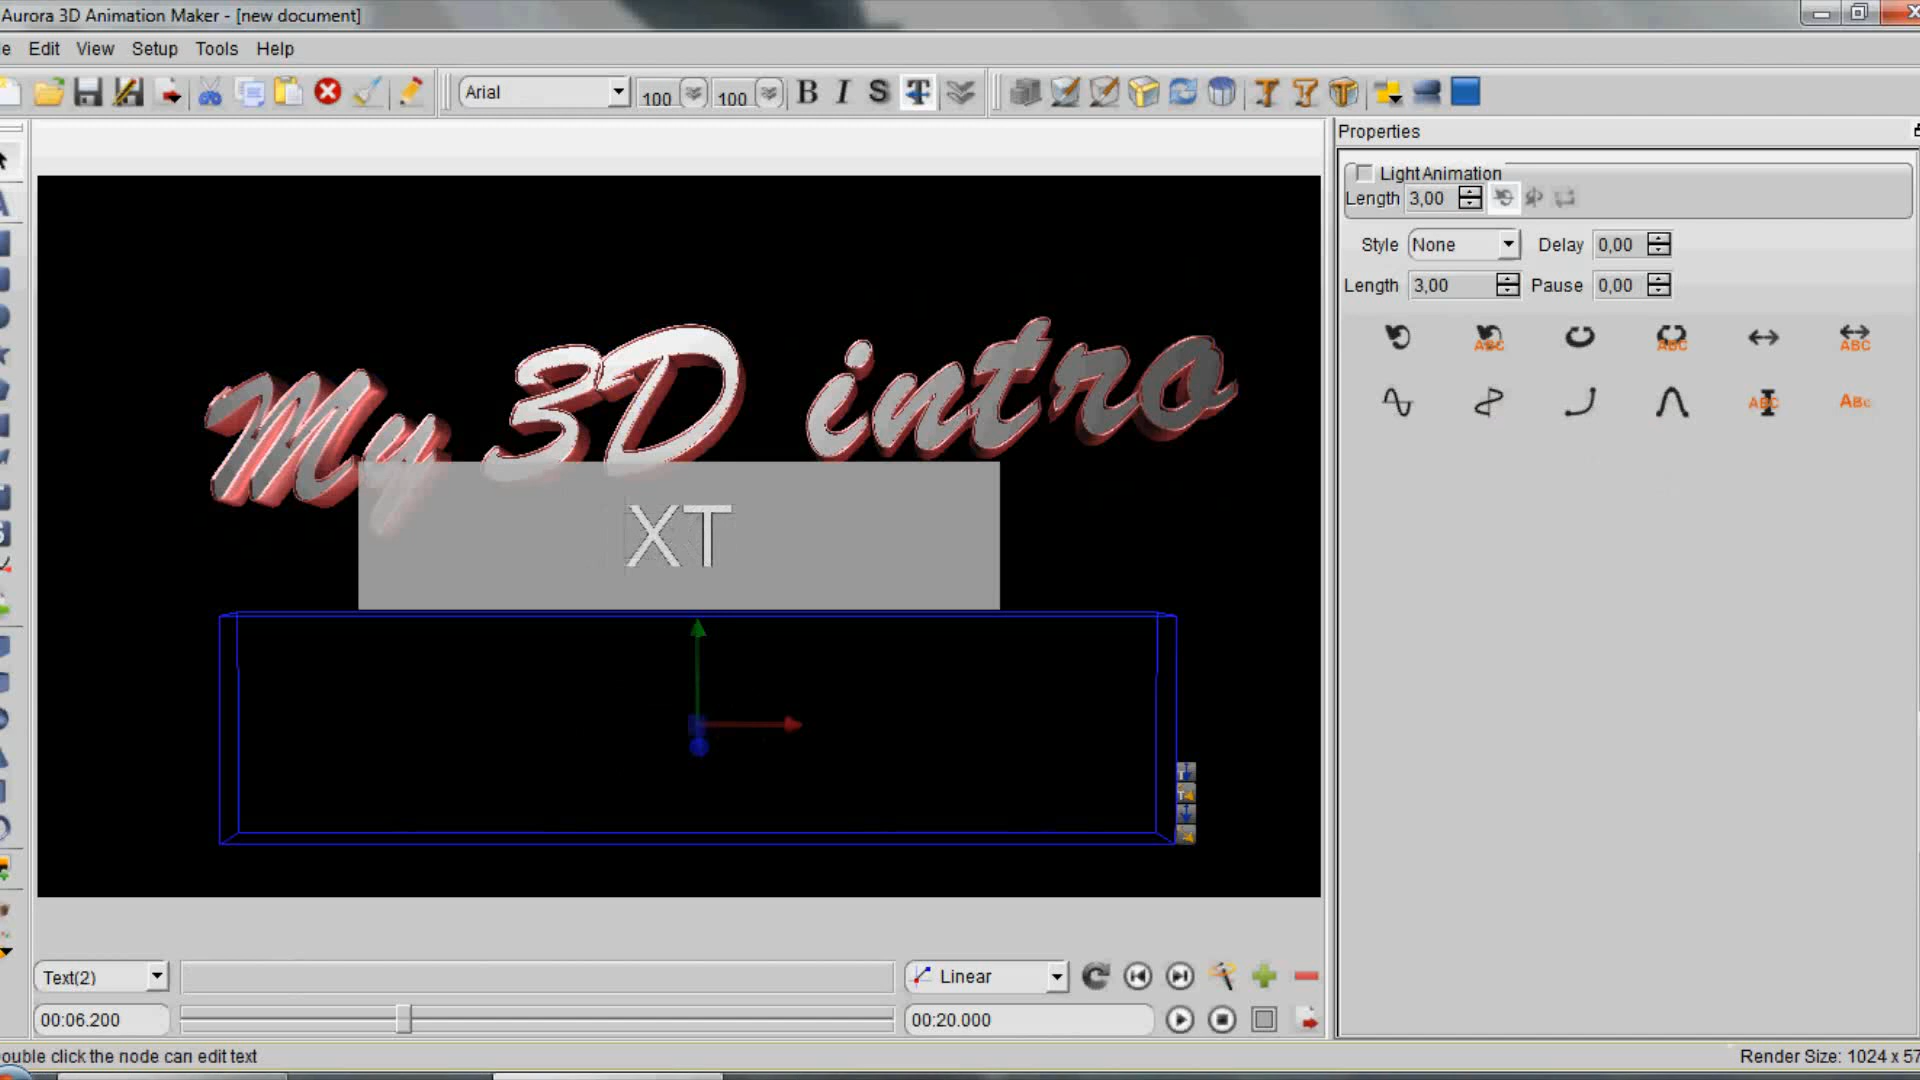 Aurora 3D Animation Maker - [new document]
e Edit View Setup Tools Help
Arial 100 100 B I S T
Properties
Light Animation
Length 3,00
Style None Delay 0,00
Length 3,00 Pause 0,00
ABC ABC ABC
ABC ABc
My 3D intro
XT
Text(2) Linear
00:06.200 00:20.000
ouble click the node can edit text Render Size: 1024 x 57